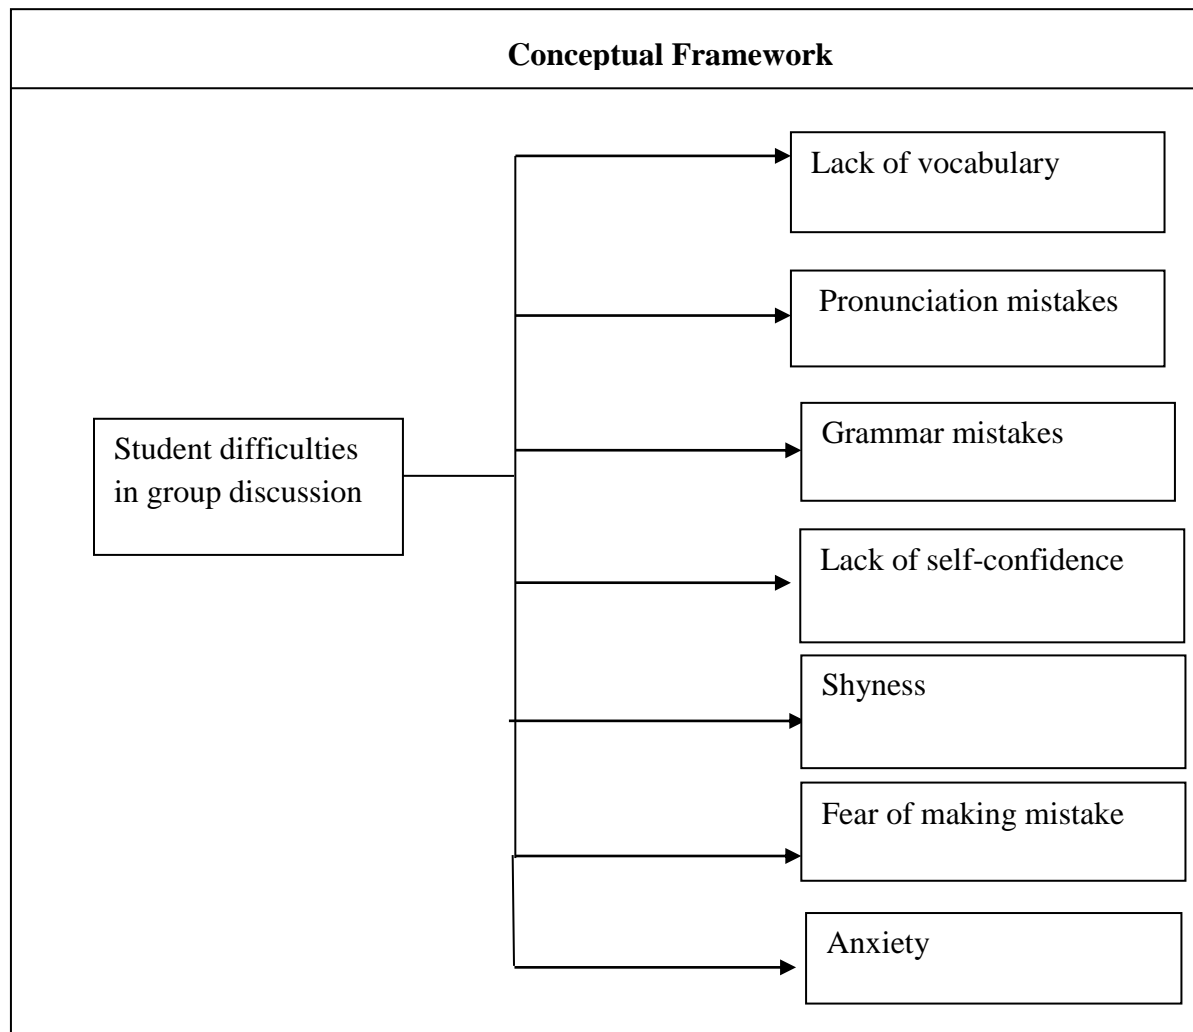 Conceptual Framework
Lack of vocabulary
Pronunciation mistakes
Grammar mistakes
Student difficulties
in group discussion
Lack of self-confidence
Shyness
Fear of making mistake
Anxiety